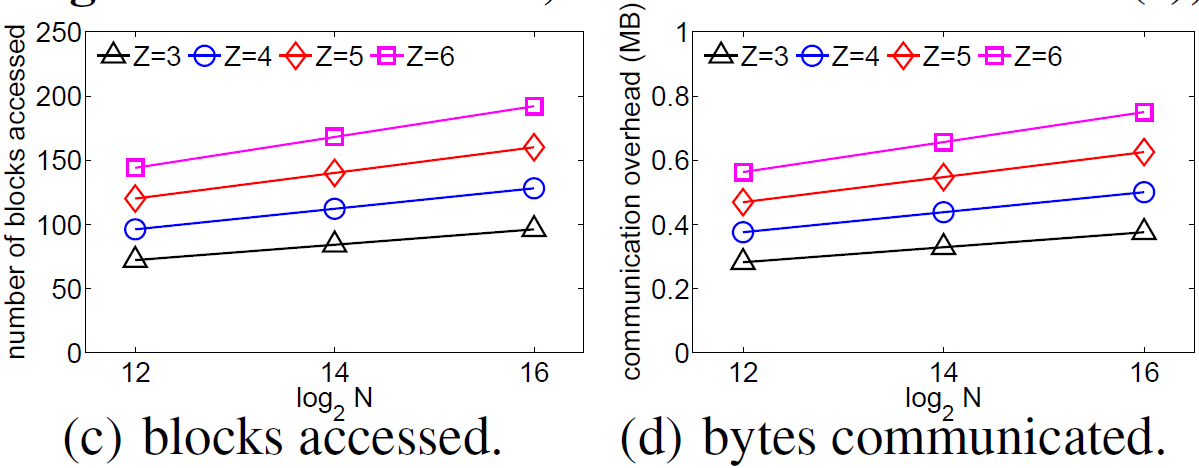 250
200
150
100
50
0
number of blocks accessed
Z=3 Z=4 Z=5 Z=6
12 14 16
log2 N
(c) blocks accessed.
1
0.8
0.6
0.4
0.2
0
communication overhead (MB)
Z=3 Z=4 Z=5 Z=6
12 14 16
log2 N
(d) bytes communicated.